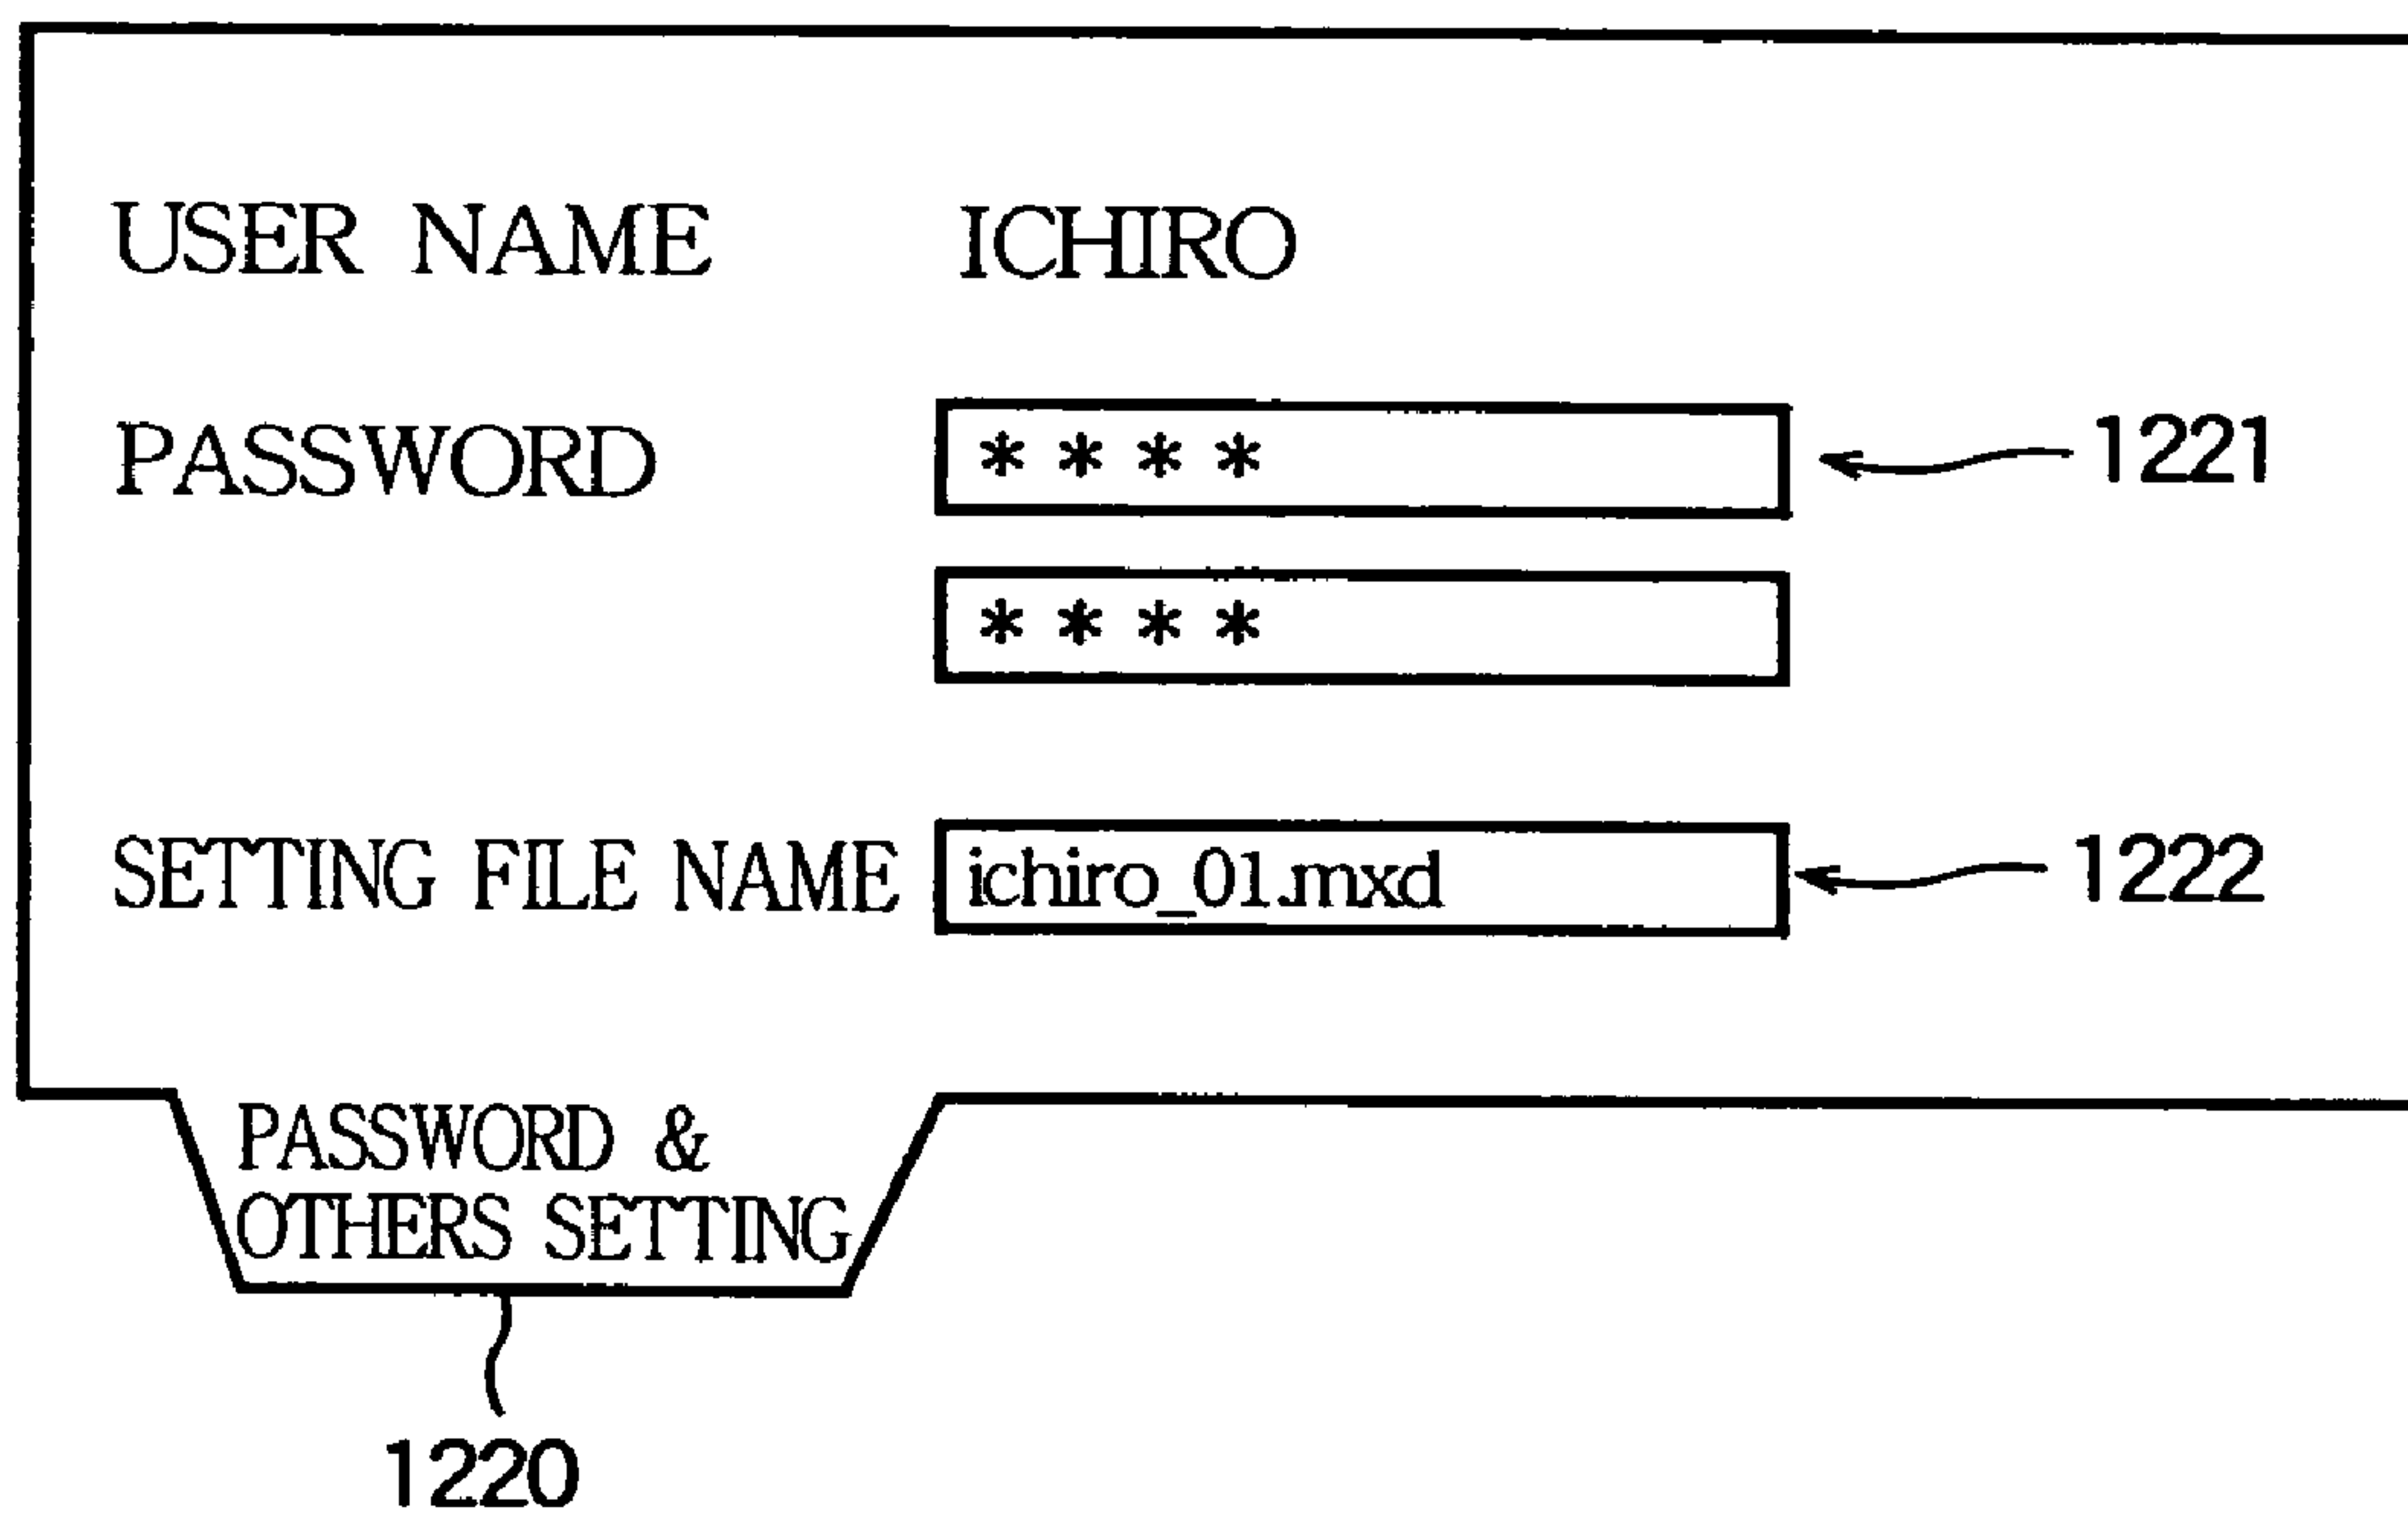 USER NAME ICHIRO
PASSWORD **** 1221
****
SETTING FILE NAME ichiro_01.mxd 1222
PASSWORD &
OTHERS SETTING
1220